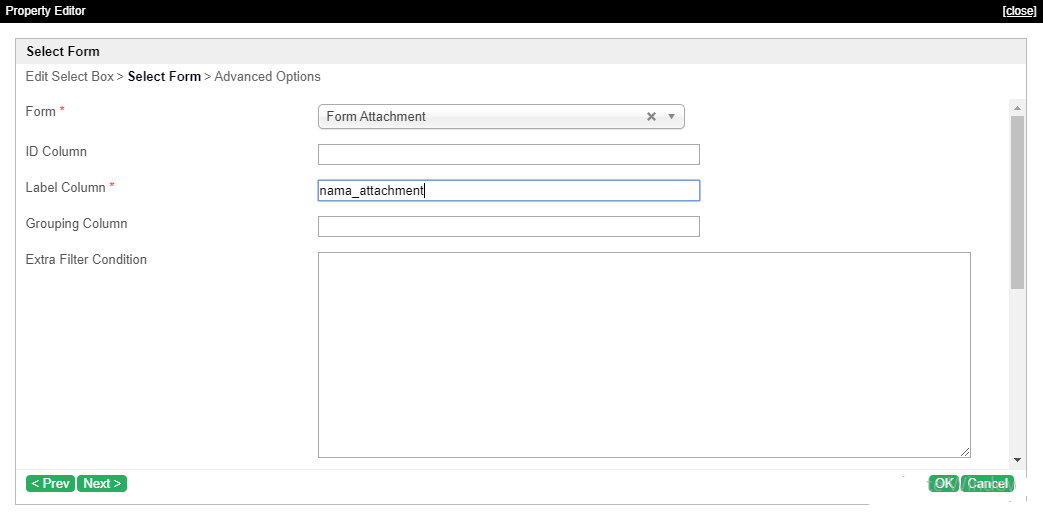 Property Editor [close]
Select Form
Edit Select Box > Select Form > Advanced Options
Form * Form Attachment
ID Column
Label Column * nama_attachment
Grouping Column
Extra Filter Condition
< Prev Next > OK Cancel